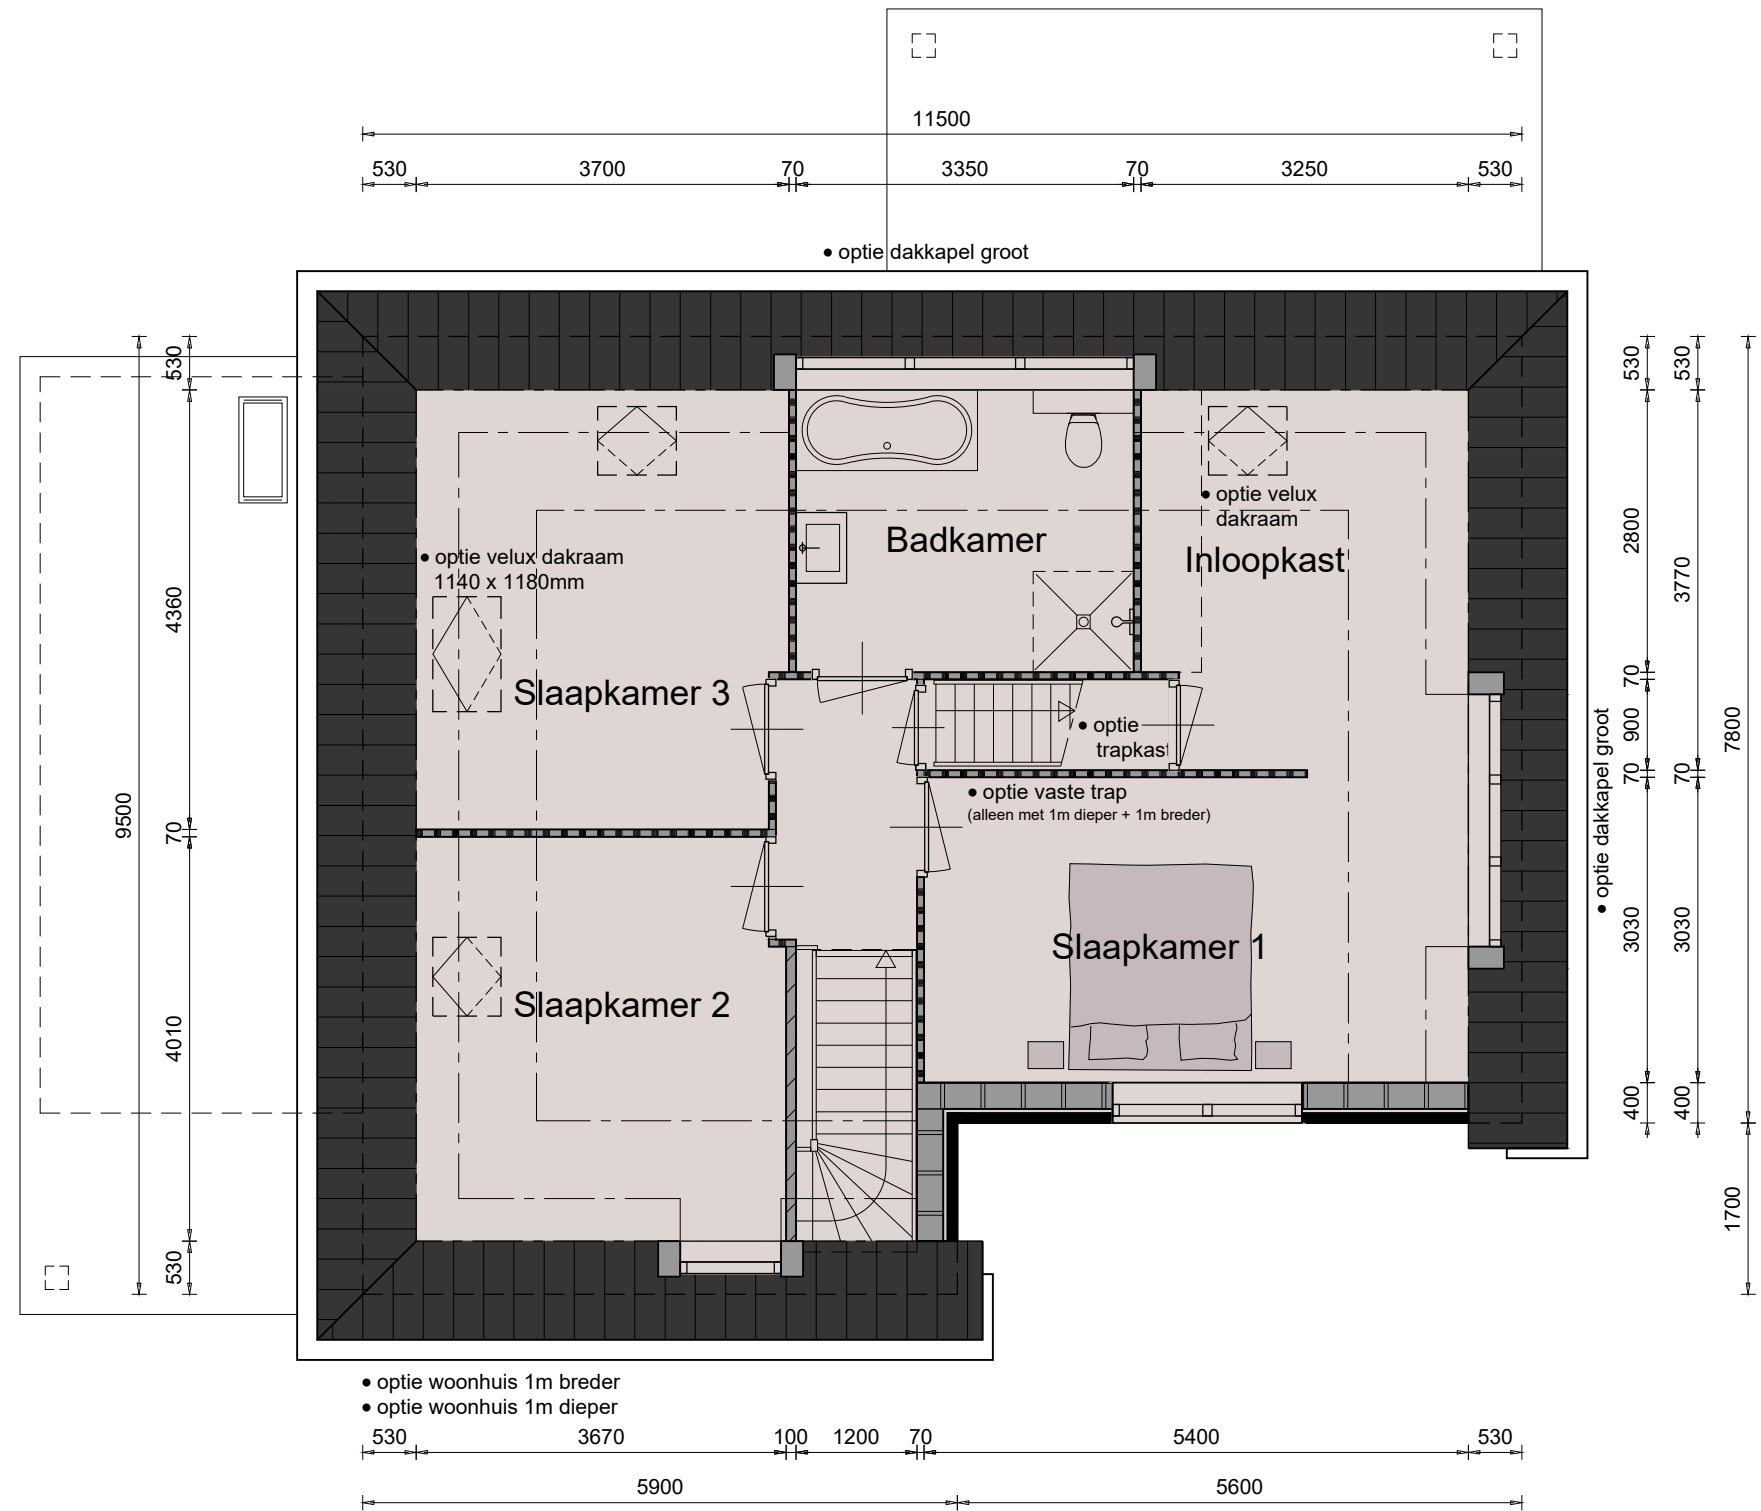 11500
530 3700 70 3350 70 3250 530
• optie dakkapel groot
530
4360
70
4010
530
9500
• optie velux dakraam
1140 x 1180mm
Slaapkamer 3
Badkamer
• optie velux
dakraam
Inloopkast
• optie
trapkast
• optie vaste trap
(alleen met 1m dieper + 1m breder)
Slaapkamer 1
Slaapkamer 2
• optie dakkapel groot
530
2800
70
900
70
3030
400
530
3770
70
3030
400
7800
1700
• optie woonhuis 1m breder
• optie woonhuis 1m dieper
530 3670 100 1200 70 5400 530
5900 5600